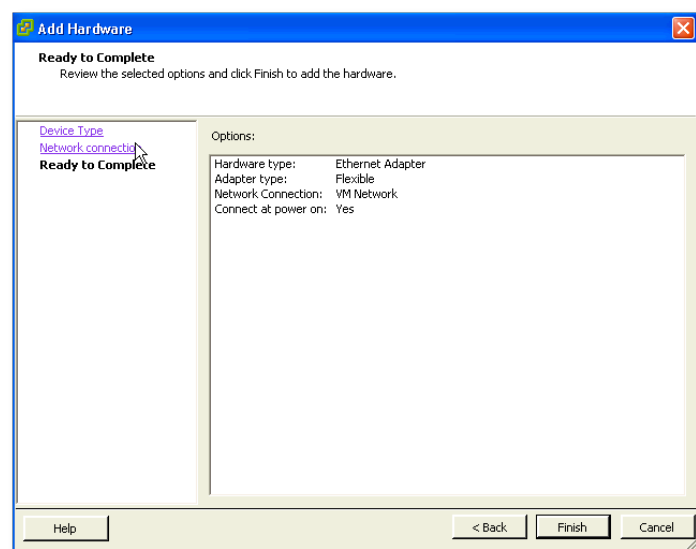 Add Hardware
Ready to Complete
Review the selected options and click Finish to add the hardware.
Device Type
Network connection
Ready to Complete
Options:
Hardware type: Ethernet Adapter
Adapter type: Flexible
Network Connection: VM Network
Connect at power on: Yes
Help
< Back
Finish
Cancel